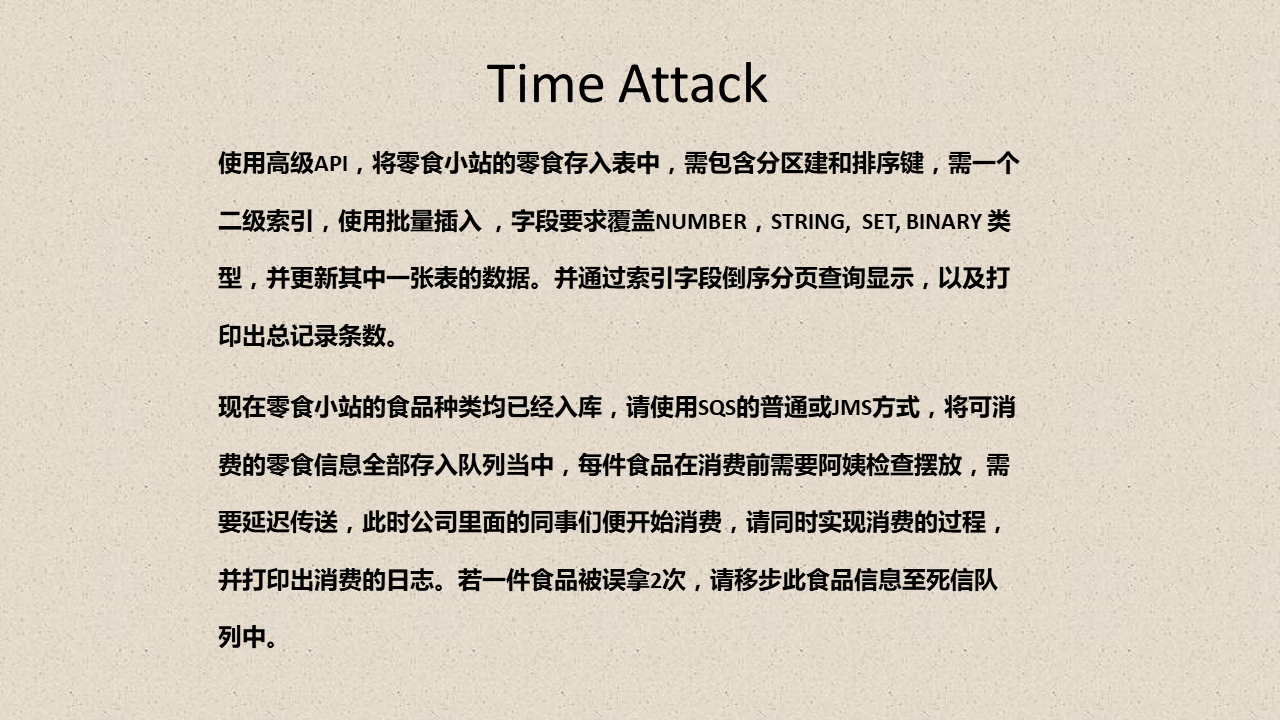 Time Attack
使用高级API，将零食小站的零食存入表中，需包含分区建和排序键，需一个
二级索引，使用批量插入 ，字段要求覆盖NUMBER，STRING,  SET, BINARY 类
型，并更新其中一张表的数据。并通过索引字段倒序分页查询显示，以及打
印出总记录条数。
现在零食小站的食品种类均已经入库，请使用SQS的普通或JMS方式，将可消
费的零食信息全部存入队列当中，每件食品在消费前需要阿姨检查摆放，需
要延迟传送，此时公司里面的同事们便开始消费，请同时实现消费的过程，
并打印出消费的日志。若一件食品被误拿2次，请移步此食品信息至死信队
列中。